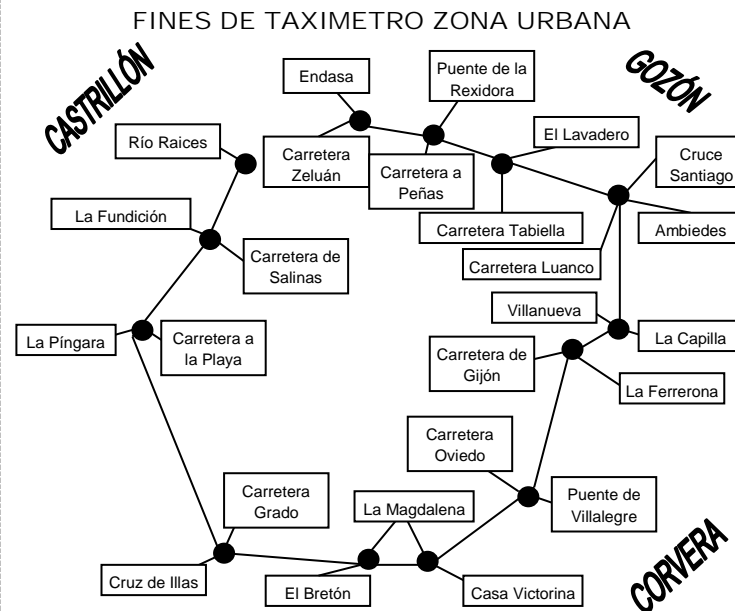 FINES DE TAXIMETRO ZONA URBANA
CASTRILLÓN
GOZÓN
Endasa
Puente de la
Rexidora
El Lavadero
Río Raices
Carretera
Zeluán
Carretera a
Peñas
Cruce
Santiago
La Fundición
Carretera Tabiella
Ambiedes
Carretera de
Salinas
Carretera Luanco
Villanueva
La Píngara
Carretera a
la Playa
La Capilla
Carretera de
Gijón
La Ferrerona
Carretera
Oviedo
Carretera
Grado
La Magdalena
Puente de
Villalegre
Cruz de Illas
El Bretón
Casa Victorina
CORVERA